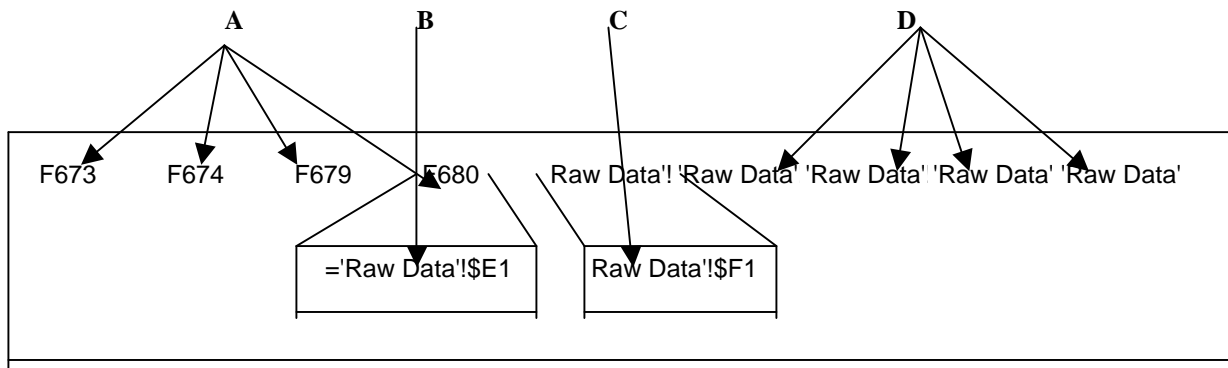 A B C D
F673 F674 F679 F680 Raw Data'! 'Raw Data' 'Raw Data' 'Raw Data' 'Raw Data'
='Raw Data'!$E1 Raw Data'!$F1